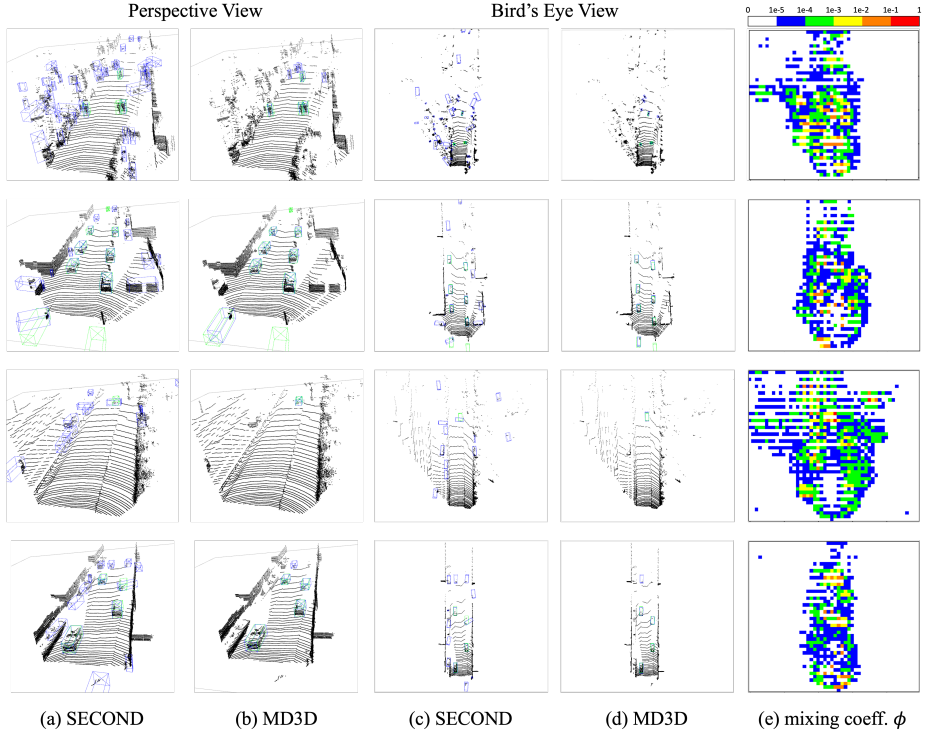 Perspective View
Bird's Eye View
0 1e-5 1e-4 1e-3 1e-2 1e-1 1
(a) SECOND
(b) MD3D
(c) SECOND
(d) MD3D
(e) mixing coeff. ϕ